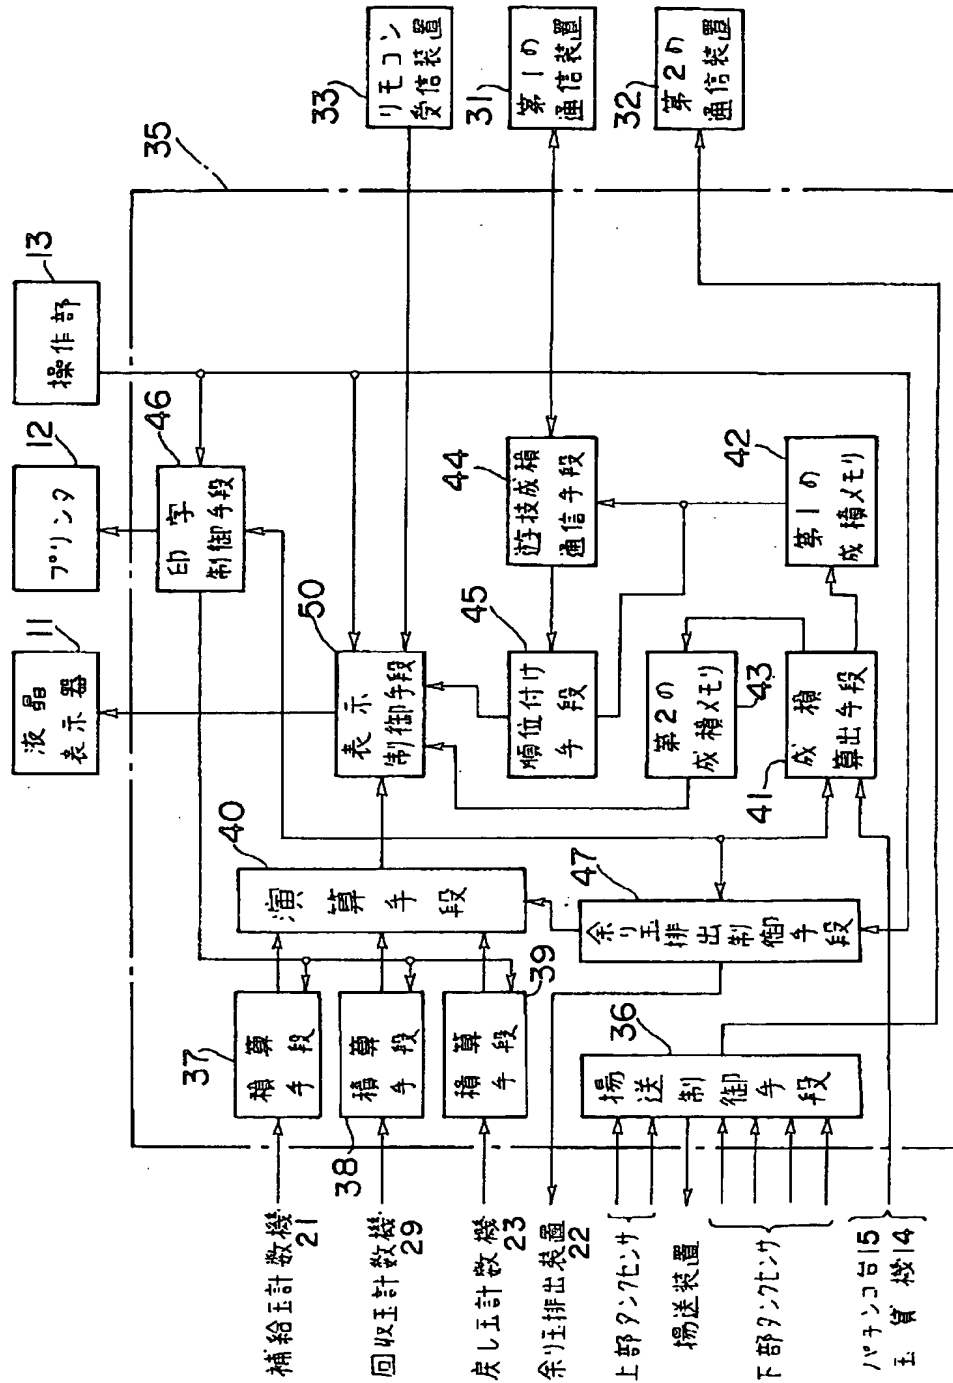 35
33
リモコン
受信装置
31
第1の
通信装置
32
第2の
通信装置
13
操作部
12
プリンタ
11
液晶
表示器
46
印字
制御手段
50
表示
制御手段
44
遊技成積
通信手段
45
順位付け
手段
42
第1の
成積メモリ
第2の
成積メモリ
43
41
成積
算出手段
40
演算手段
47
余り玉排出制御手段
37
積算
手段
38
積算
手段
39
積算
手段
36
揚送制御手段
補給玉計数機
21
回収玉計数機
29
戻し玉計数機
23
余り玉排出装置
22
上部タンクセンサ
揚送装置
下部タンクセンサ
パチンコ台15
玉貸機14